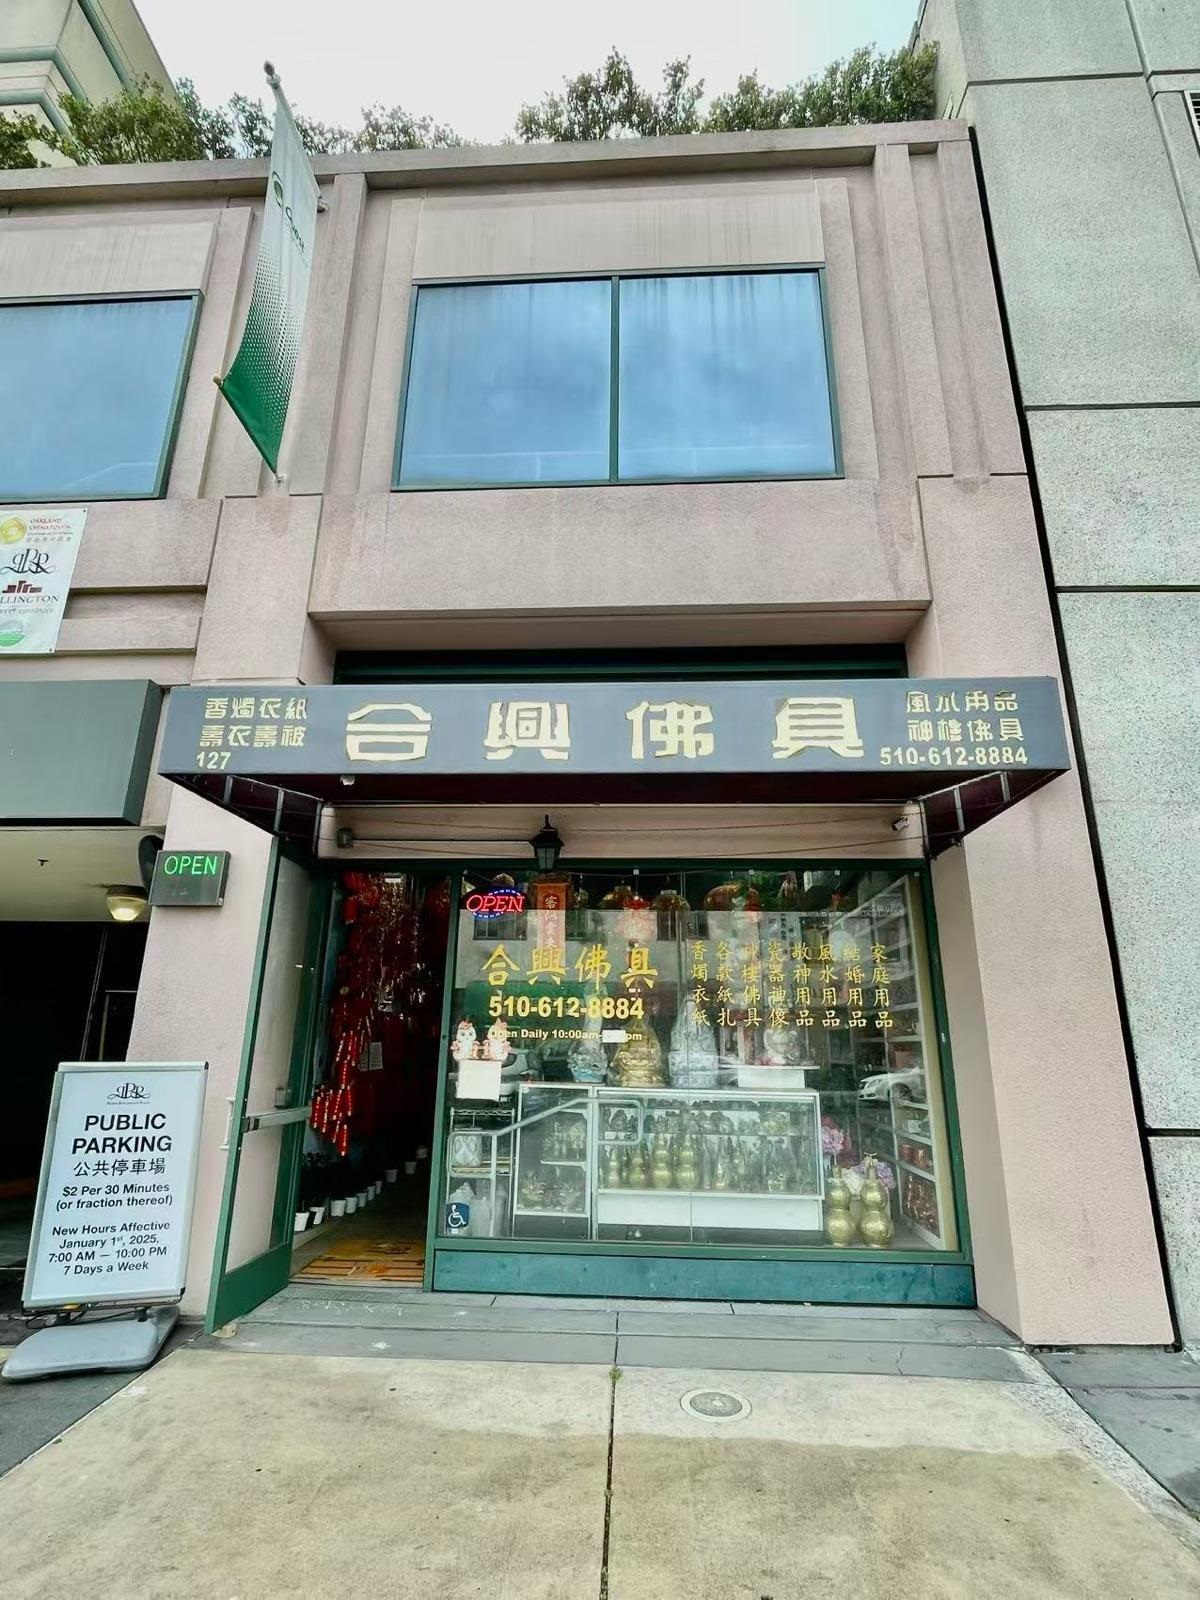 Quest
OAKLAND
CHINATOWN
香燭衣紙
壽衣壽被
127
合興佛具
風水用品
神樓佛具
510-612-8884
OPEN
OPEN
合興佛具
510-612-8884
Open Daily 10:00am-
香燭衣紙
各款紙扎
神樓佛具
瓷器神像
敬神用品
風水用品
結婚用品
家庭用品
PUBLIC
PARKING
公共停車場
$2 Per 30 Minutes
(or fraction thereof)
New Hours Affective
January 1st, 2025,
7:00 AM — 10:00 PM
7 Days a Week